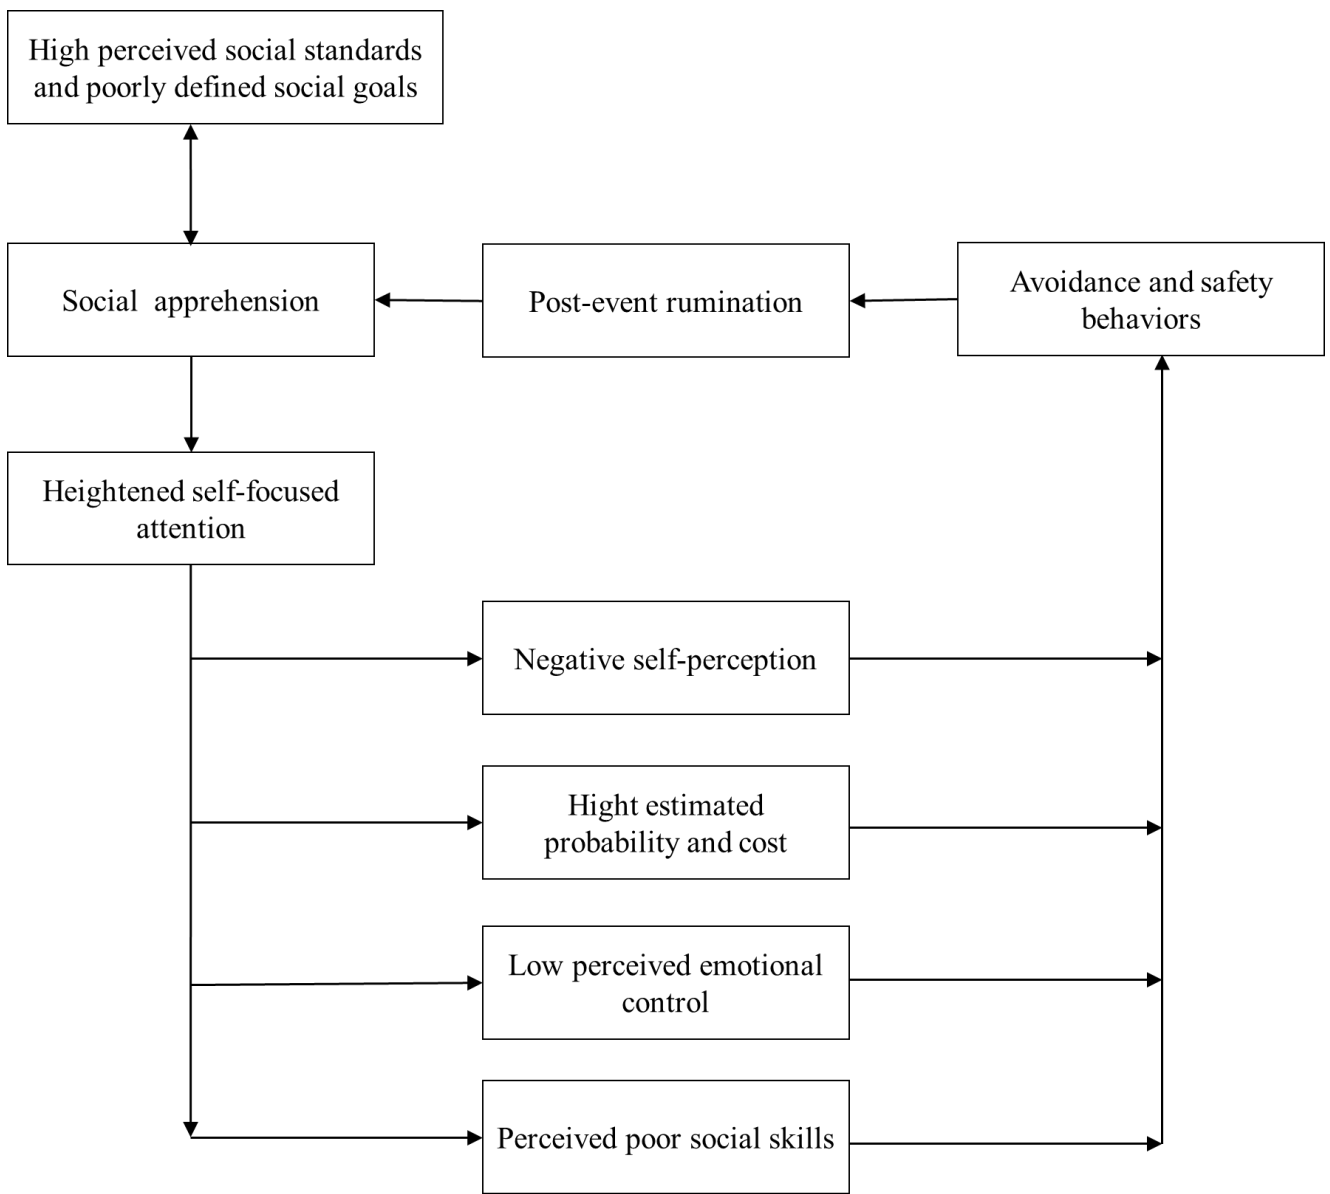 High perceived social standards
and poorly defined social goals
Social apprehension
Post-event rumination
Avoidance and safety
behaviors
Heightened self-focused
attention
Negative self-perception
Hight estimated
probability and cost
Low perceived emotional
control
Perceived poor social skills